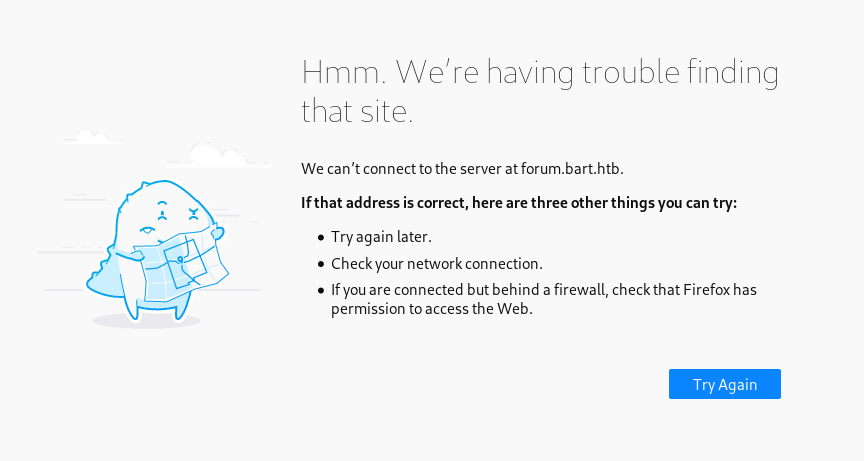 Hmm. We’re having trouble finding
that site.
We can’t connect to the server at forum.bart.htb.
If that address is correct, here are three other things you can try:
• Try again later.
• Check your network connection.
• If you are connected but behind a firewall, check that Firefox has
permission to access the Web.
Try Again